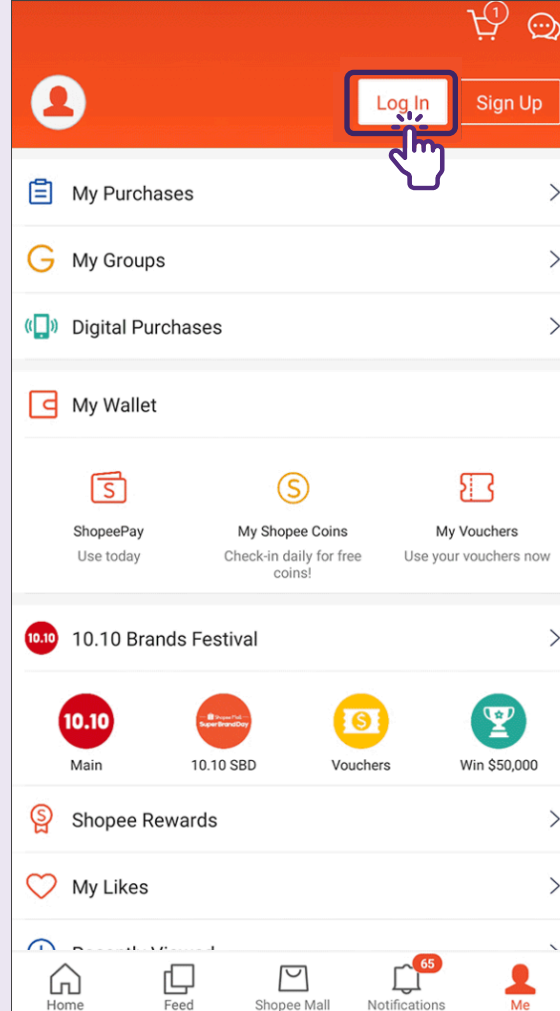 1
Log In
Sign Up
My Purchases
My Groups
Digital Purchases
My Wallet
ShopeePay
Use today
My Shopee Coins
Check-in daily for free
coins!
My Vouchers
Use your vouchers now
10.10
10.10 Brands Festival
10.10
Main
Shopee Mall
SuperBrandDay
10.10 SBD
Vouchers
Win $50,000
Shopee Rewards
My Likes
Home
Feed
Shopee Mall
65
Notifications
Me